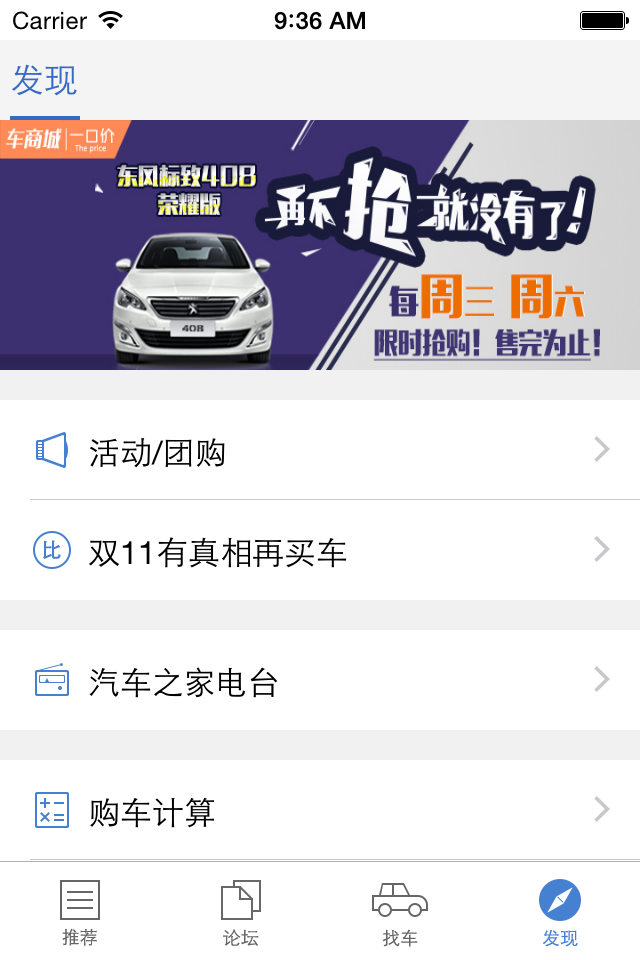 Carrier 9:36 AM
发现
车商城 一口价
The price
东风标致408
荣耀版
再不抢就没有了!
每周三 周六
限时抢购! 售完为止!
408
活动/团购
比 双11有真相再买车
汽车之家电台
购车计算
推荐 论坛 找车 发现